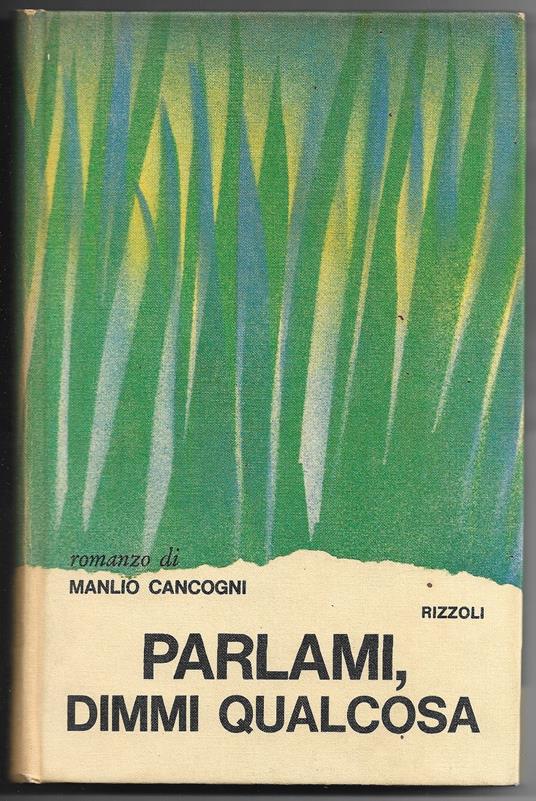 romanzo di
MANLIO CANCOGNI
RIZZOLI
PARLAMI,
DIMMI QUALCOSA